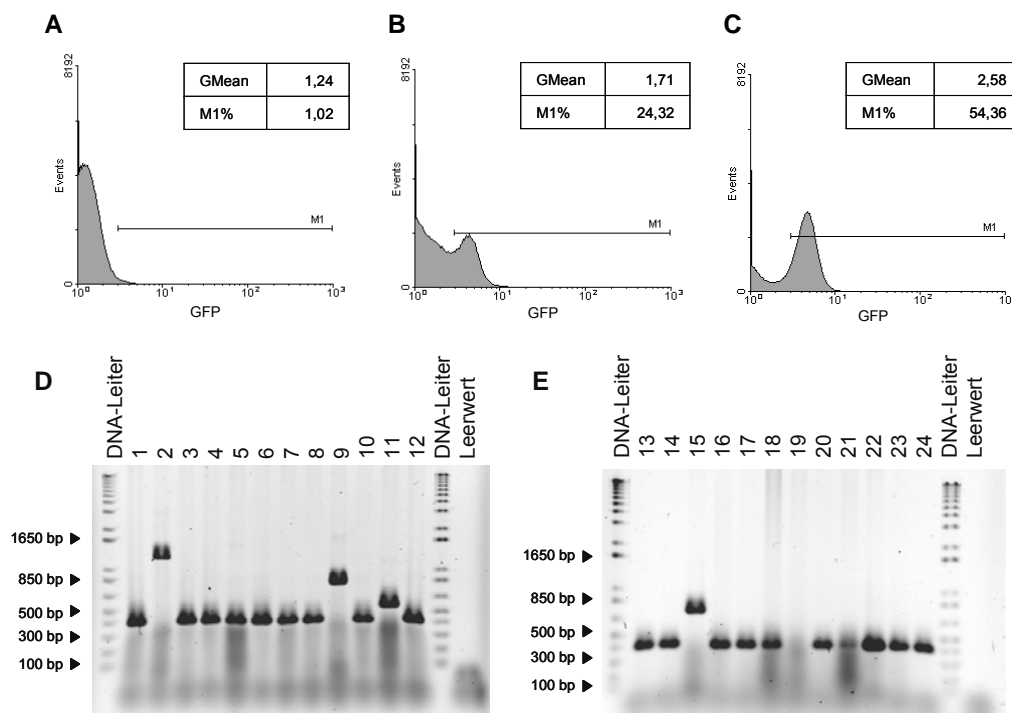 A
8192
Events
0
GMean 1,24
M1% 1,02
M1
10⁰ 10¹ 10² 10³
GFP
B
8192
Events
0
GMean 1,71
M1% 24,32
M1
10⁰ 10¹ 10² 10³
GFP
C
8192
Events
0
GMean 2,58
M1% 54,36
M1
10⁰ 10¹ 10² 10
GFP
D
DNA-Leiter 1 2 3 4 5 6 7 8 9 10 11 12 DNA-Leiter Leerwert
1650 bp
850 bp
500 bp
300 bp
100 bp
E
DNA-Leiter 13 14 15 16 17 18 19 20 21 22 23 24 DNA-Leiter Leerwert
1650 bp
850 bp
500 bp
300 bp
100 bp